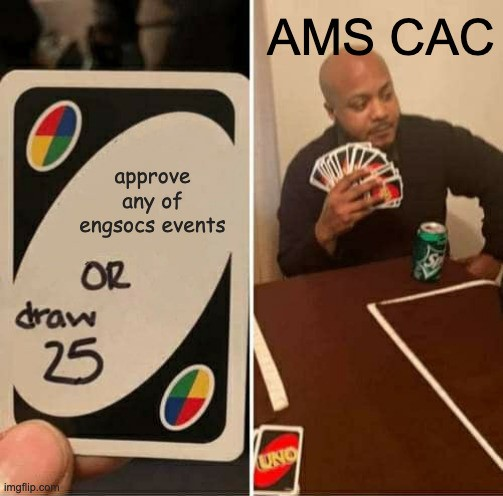 AMS CAC
approve
any of
engsocs events
OR
draw
25
UNO
imgflip.com